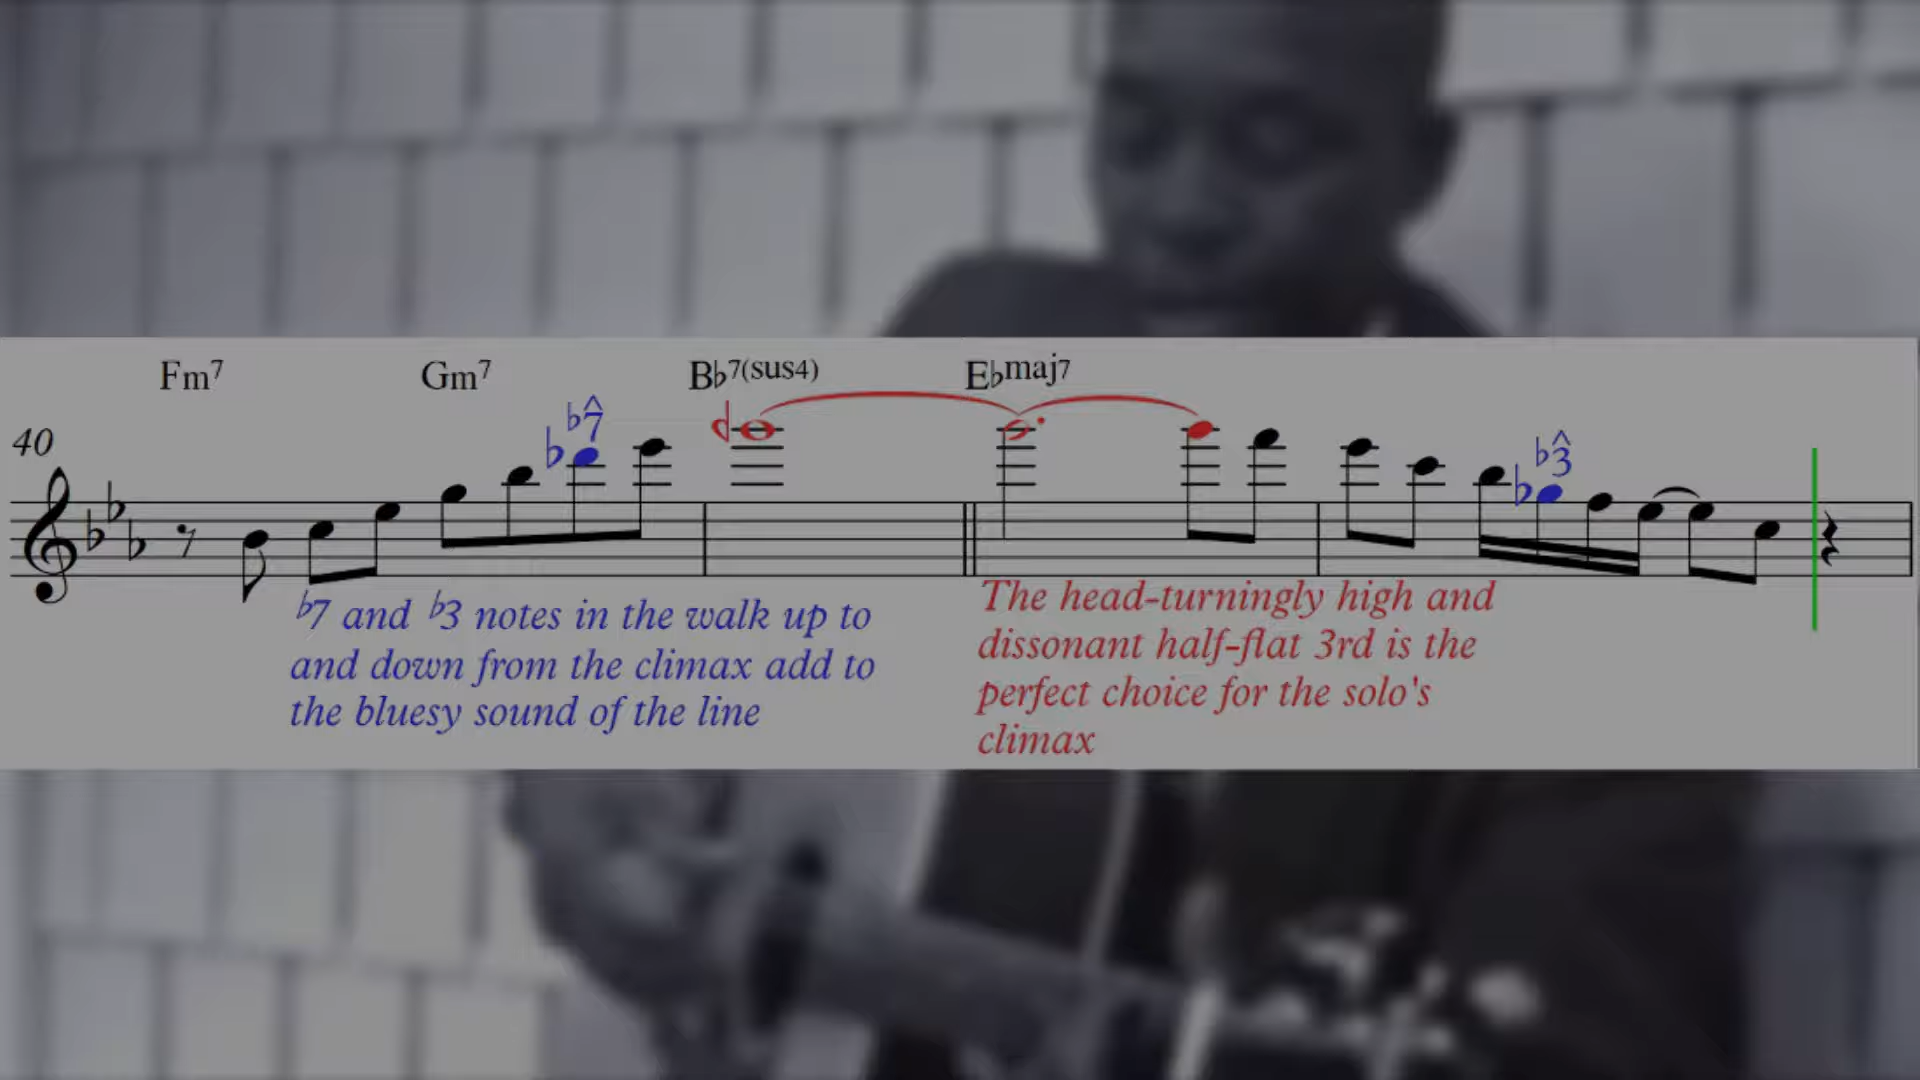 Fm7 Gm7 B♭7(sus4) E♭maj7
40
♭7̂
♭3̂
♭7 and ♭3 notes in the walk up to
and down from the climax add to
the bluesy sound of the line
The head-turningly high and
dissonant half-flat 3rd is the
perfect choice for the solo's
climax